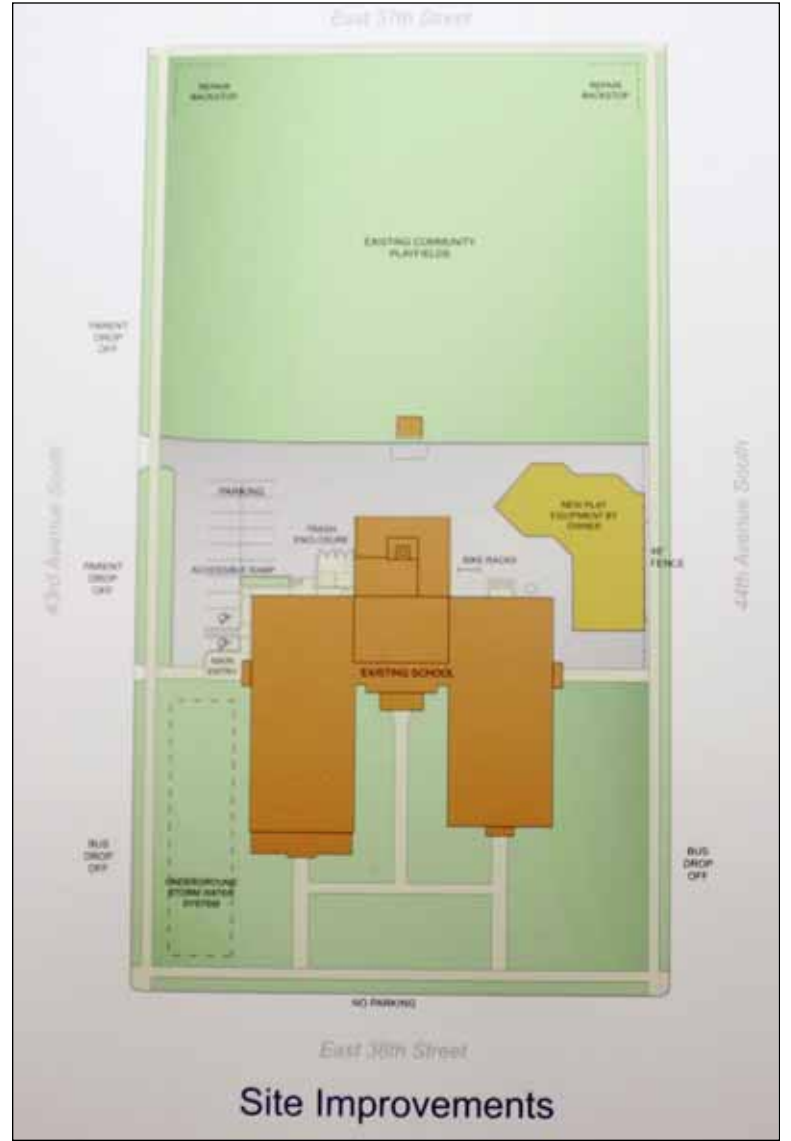 East 37th Street
REPAIR
BACKSTOP
REPAIR
BACKSTOP
EXISTING COMMUNITY
PLAYFIELDS
PARENT
DROP
OFF
43rd Avenue South
44th Avenue South
PARKING
NEW PLAY
EQUIPMENT BY
OWNER
TRASH
ENCLOSURE
BIKE RACKS
FENCE
ACCESSIBLE RAMP
PARENT
DROP
OFF
MAIN
ENTRY
EXISTING SCHOOL
BUS
DROP
OFF
BUS
DROP
OFF
UNDERGROUND
STORM WATER
SYSTEM
NO PARKING
East 38th Street
Site Improvements